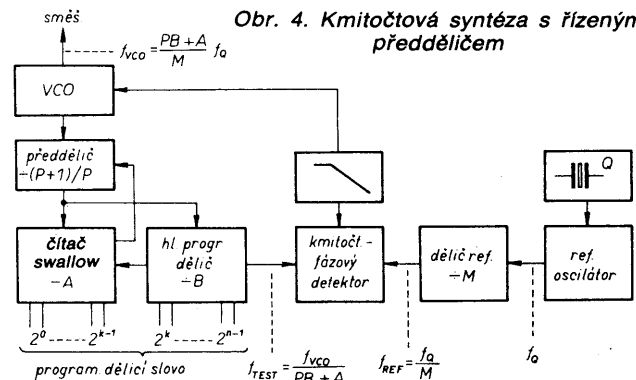 Obr. 4. Kmitočtová syntéza s řízeným
předděličem
směš
f_VCO = (PB + A)/M f_Q
VCO
předdělič
÷(P+1)/P
Q
čítač
swallow
÷A
hl. progr
dělič
÷B
kmitočt.-
fázový
detektor
dělič ref.
÷M
ref.
oscilátor
2^0 ------ 2^k-1
2^k ------ 2^n-1
program. dělicí slovo
f_TEST = f_VCO/(PB + A)
f_REF = f_Q/M
f_Q